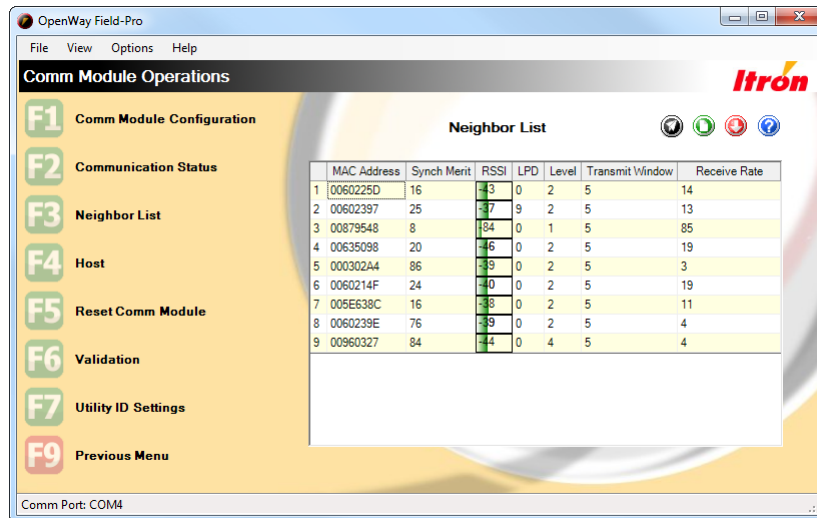 OpenWay Field-Pro
File View Options Help
Comm Module Operations
Itrón
F1 Comm Module Configuration
F2 Communication Status
F3 Neighbor List
F4 Host
F5 Reset Comm Module
F6 Validation
F7 Utility ID Settings
F9 Previous Menu
Neighbor List
MAC Address Synch Merit RSSI LPD Level Transmit Window Receive Rate
1 0060225D 16 -43 0 2 5 14
2 00602397 25 -37 9 2 5 13
3 00879548 8 -84 0 1 5 85
4 00635098 20 -46 0 2 5 19
5 000302A4 86 -39 0 2 5 3
6 0060214F 24 -40 0 2 5 19
7 005E638C 16 -38 0 2 5 11
8 0060239E 76 -39 0 2 5 4
9 00960327 84 -44 0 4 5 4
Comm Port: COM4